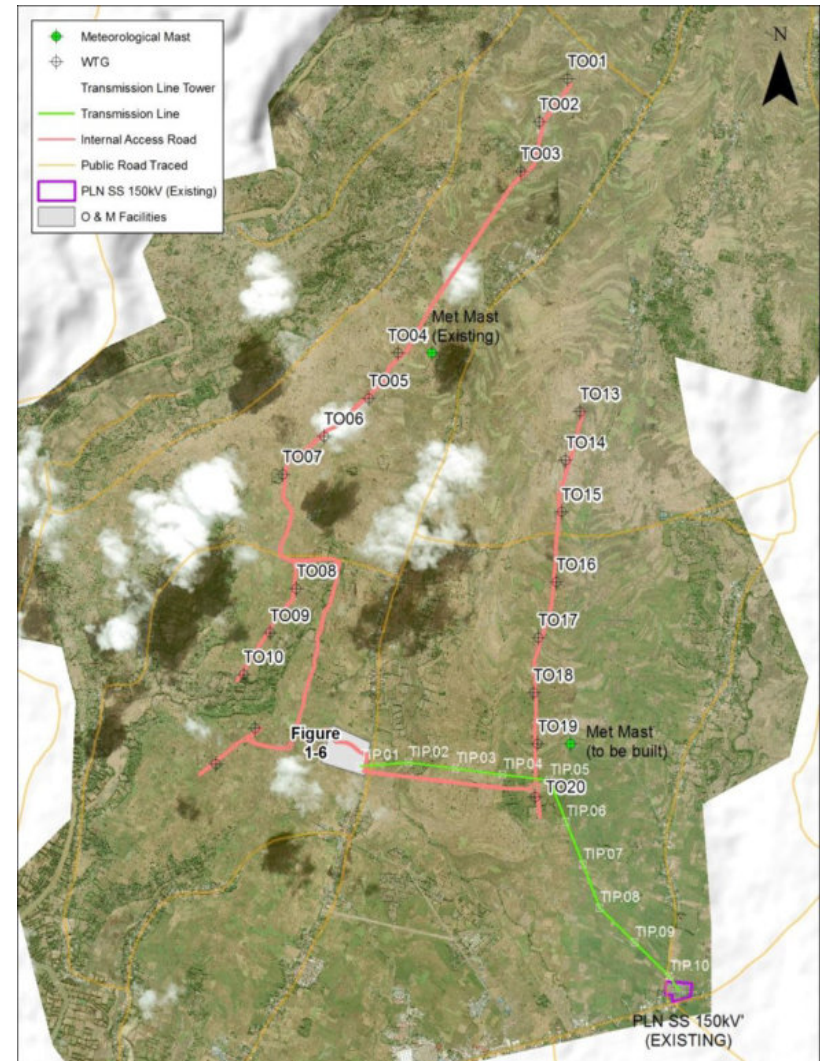 Meteorological Mast
WTG
Transmission Line Tower
Transmission Line
Internal Access Road
Public Road Traced
PLN SS 150kV (Existing)
O & M Facilities
N
TO01
TO02
TO03
Met Mast
(Existing)
TO04
TO05
TO06
TO07
TO13
TO14
TO15
TO16
TO08
TO09
TO10
TO17
TO18
TO19
Met Mast
(to be built)
Figure
1-6
TIP.01
TIP.02
TIP.03
TIP.04
TIP.05
TO20
TIP.06
TIP.07
TIP.08
TIP.09
TIP.10
PLN SS 150kV'
(EXISTING)